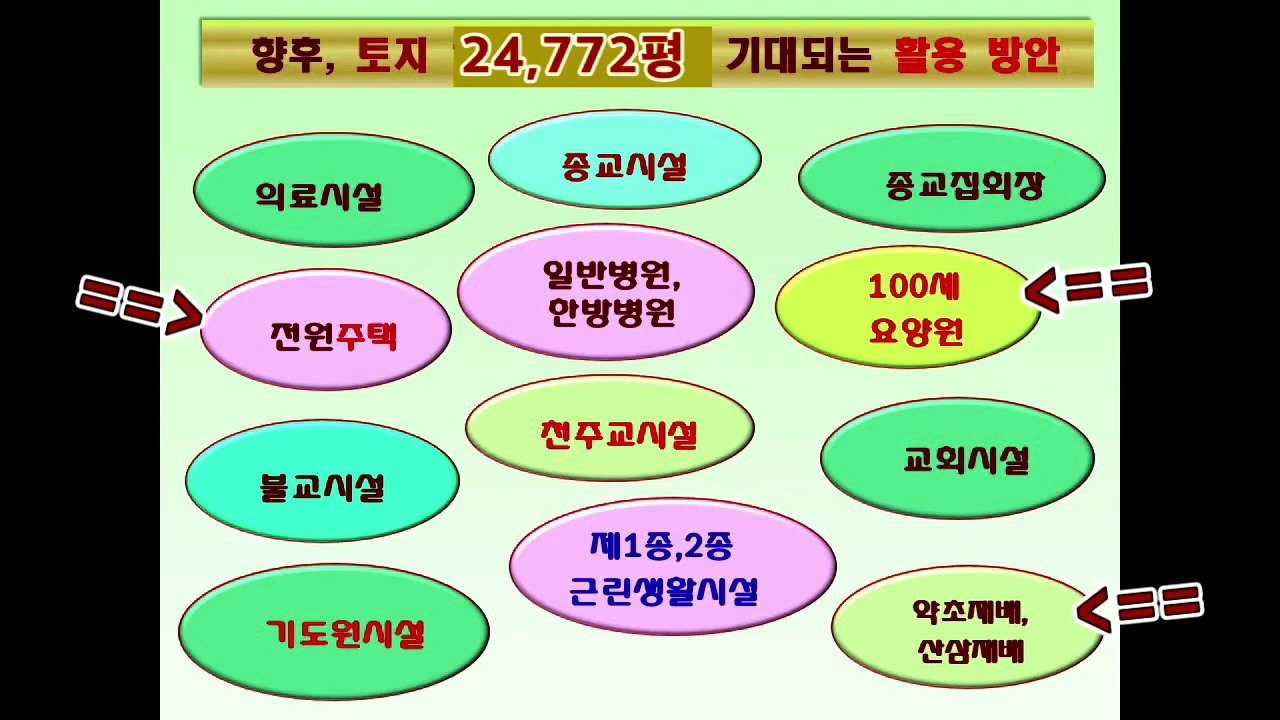 향후, 토지 24,772평 기대되는 활용 방안
의료시설
종교시설
종교집회장
==> 전원주택
일반병원,
한방병원
100세 <==
요양원
천주교시설
불교시설
교회시설
제1종,2종
근린생활시설
기도원시설
약초재배, <==
산삼재배